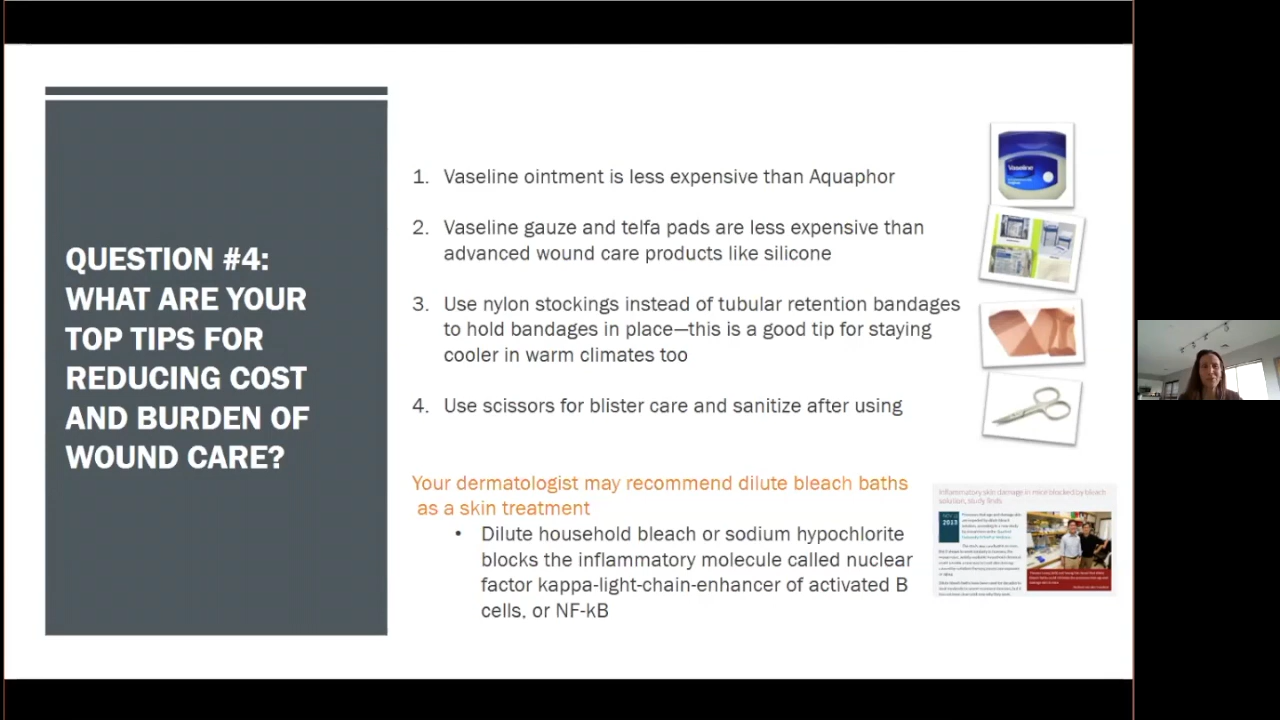 QUESTION #4:
WHAT ARE YOUR
TOP TIPS FOR
REDUCING COST
AND BURDEN OF
WOUND CARE?
1. Vaseline ointment is less expensive than Aquaphor
2. Vaseline gauze and telfa pads are less expensive than
advanced wound care products like silicone
3. Use nylon stockings instead of tubular retention bandages
to hold bandages in place—this is a good tip for staying
cooler in warm climates too
4. Use scissors for blister care and sanitize after using
Your dermatologist may recommend dilute bleach baths
as a skin treatment
• Dilute household bleach or sodium hypochlorite
blocks the inflammatory molecule called nuclear
factor kappa-light-chain-enhancer of activated B
cells, or NF-kB
Vaseline
Inflammatory skin damage in mice blocked by bleach
solution, study finds
2013